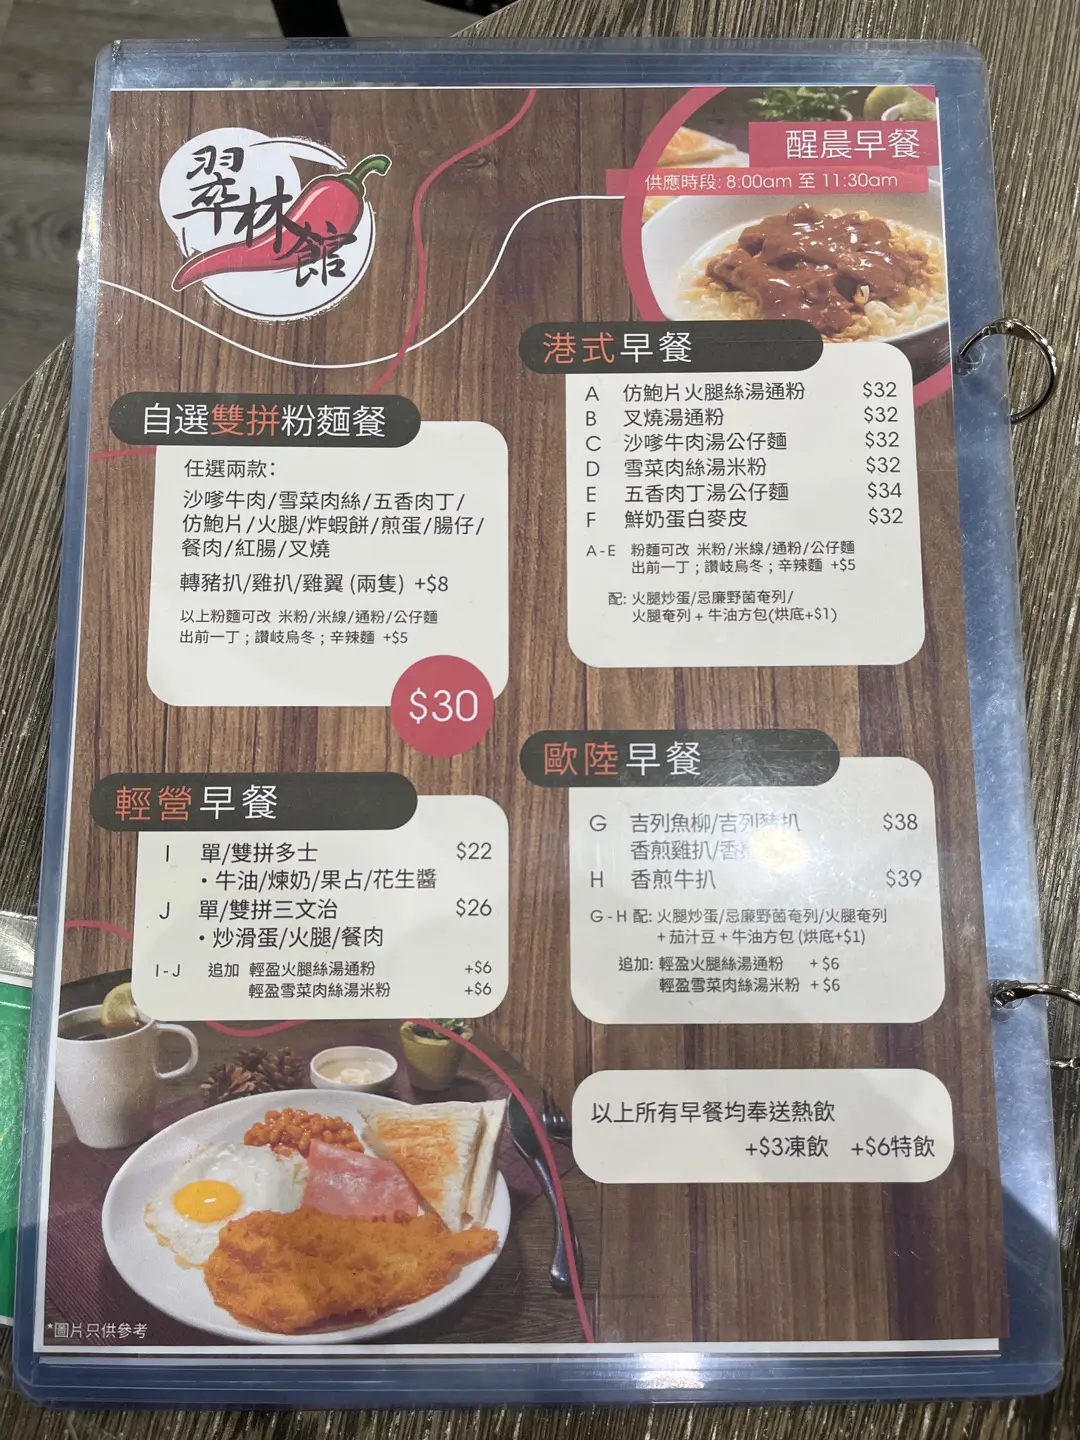 翠林館
醒晨早餐
供應時段: 8:00am 至 11:30am
港式早餐
A 仿鮑片火腿絲湯通粉 $32
B 叉燒湯通粉 $32
C 沙嗲牛肉湯公仔麵 $32
D 雪菜肉絲湯米粉 $32
E 五香肉丁湯公仔麵 $34
F 鮮奶蛋白麥皮 $32
A-E 粉麵可改 米粉/米線/通粉/公仔麵
出前一丁；讚岐烏冬；辛辣麵 +$5
配: 火腿炒蛋/忌廉野菌奄列/
火腿奄列 + 牛油方包(烘底+$1)
自選雙拼粉麵餐
任選兩款：
沙嗲牛肉/雪菜肉絲/五香肉丁/
仿鮑片/火腿/炸蝦餅/煎蛋/腸仔/
餐肉/紅腸/叉燒
轉豬扒/雞扒/雞翼 (兩隻) +$8
以上粉麵可改 米粉/米線/通粉/公仔麵
出前一丁；讚岐烏冬；辛辣麵 +$5
$30
歐陸早餐
G 吉列魚柳/吉列豬扒 $38
香煎雞扒/香
H 香煎牛扒 $39
G-H 配: 火腿炒蛋/忌廉野菌奄列/火腿奄列
+ 茄汁豆 + 牛油方包 (烘底+$1)
追加: 輕盈火腿絲湯通粉 + $6
輕盈雪菜肉絲湯米粉 + $6
輕營早餐
I 單/雙拼多士 $22
・牛油/煉奶/果占/花生醬
J 單/雙拼三文治 $26
・炒滑蛋/火腿/餐肉
I-J 追加 輕盈火腿絲湯通粉 +$6
輕盈雪菜肉絲湯米粉 +$6
以上所有早餐均奉送熱飲
+$3凍飲 +$6特飲
*圖片只供參考